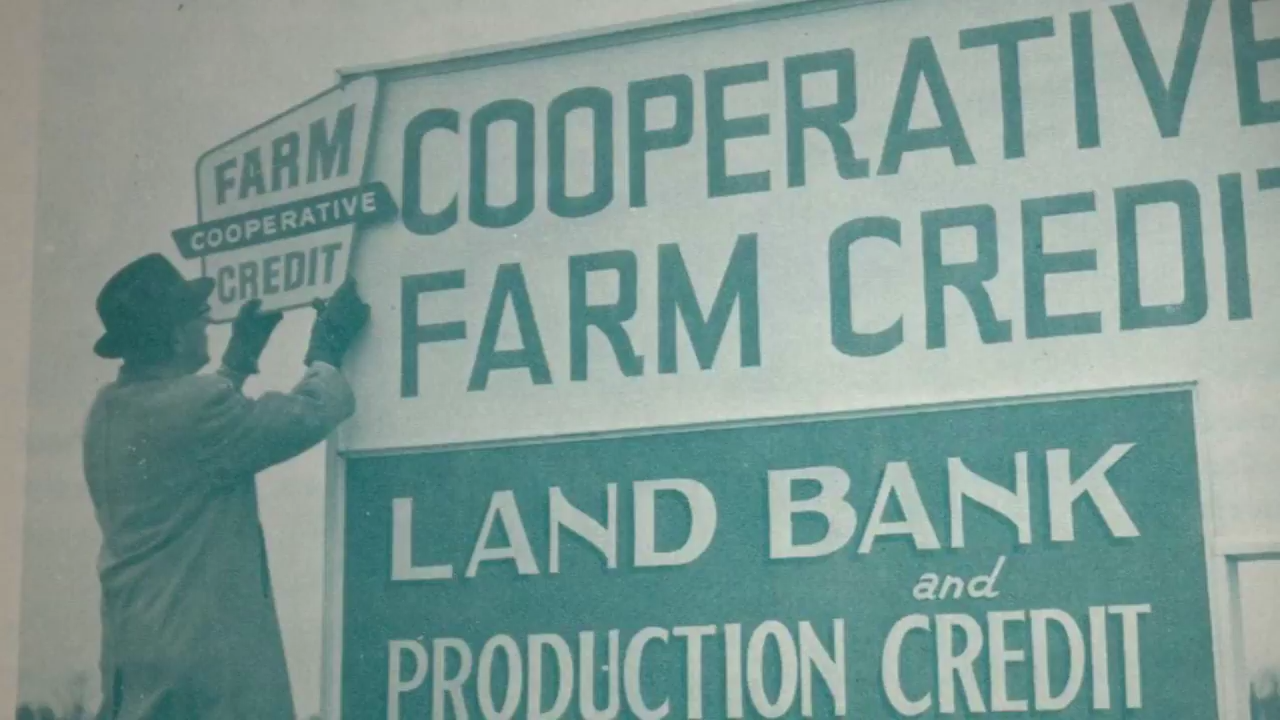 FARM
COOPERATIVE
CREDIT
COOPERATIVE
FARM CREDIT
LAND BANK
and
PRODUCTION CREDIT